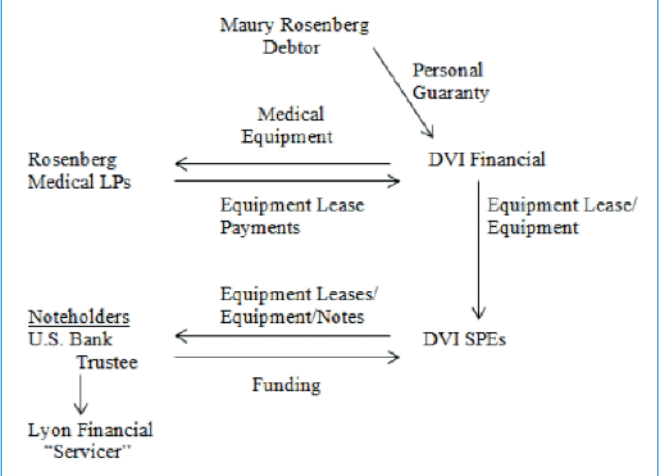 Maury Rosenberg
Debtor
Personal
Guaranty
Medical
Equipment
Rosenberg
Medical LPs
DVI Financial
Equipment Lease
Payments
Equipment Lease/
Equipment
Equipment Leases/
Equipment/Notes
Noteholders
U.S. Bank
Trustee
DVI SPEs
Funding
Lyon Financial
"Servicer"